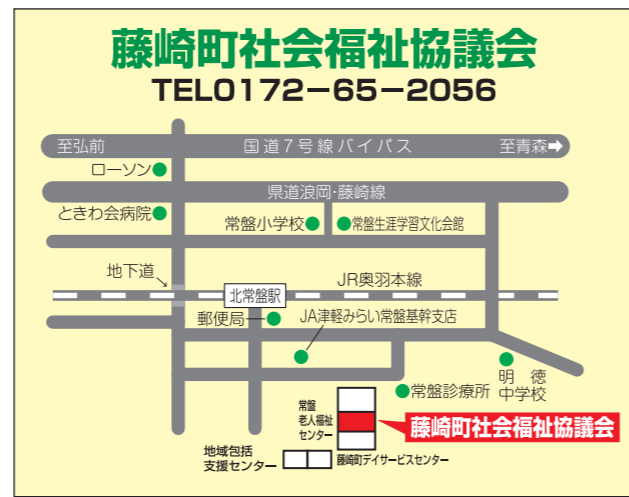 藤崎町社会福祉協議会
TEL0172−65−2056
至弘前
国道7号線バイパス
至青森➡
ローソン
県道浪岡・藤崎線
ときわ会病院
常盤小学校
常盤生涯学習文化会館
地下道
JR奥羽本線
北常盤駅
郵便局
JA津軽みらい常盤基幹支店
常盤診療所
明 徳
中学校
常盤
老人福祉
センター
藤崎町社会福祉協議会
地域包括
支援センター
藤崎町デイサービスセンター